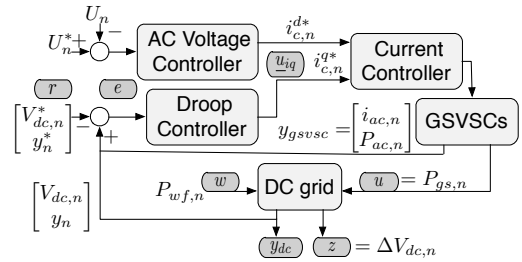 U_n
U_n^* + −
AC Voltage Controller
i_{c,n}^{d*}
Current Controller
r
e
u_{iq}
i_{c,n}^{q*}
[V_{dc,n}^* y_n^*]
− +
Droop Controller
y_{gsvsc} = [i_{ac,n} P_{ac,n}]
GSVSCs
[V_{dc,n} y_n]
P_{wf,n}
w
DC grid
u = P_{gs,n}
y_{dc}
z = ΔV_{dc,n}